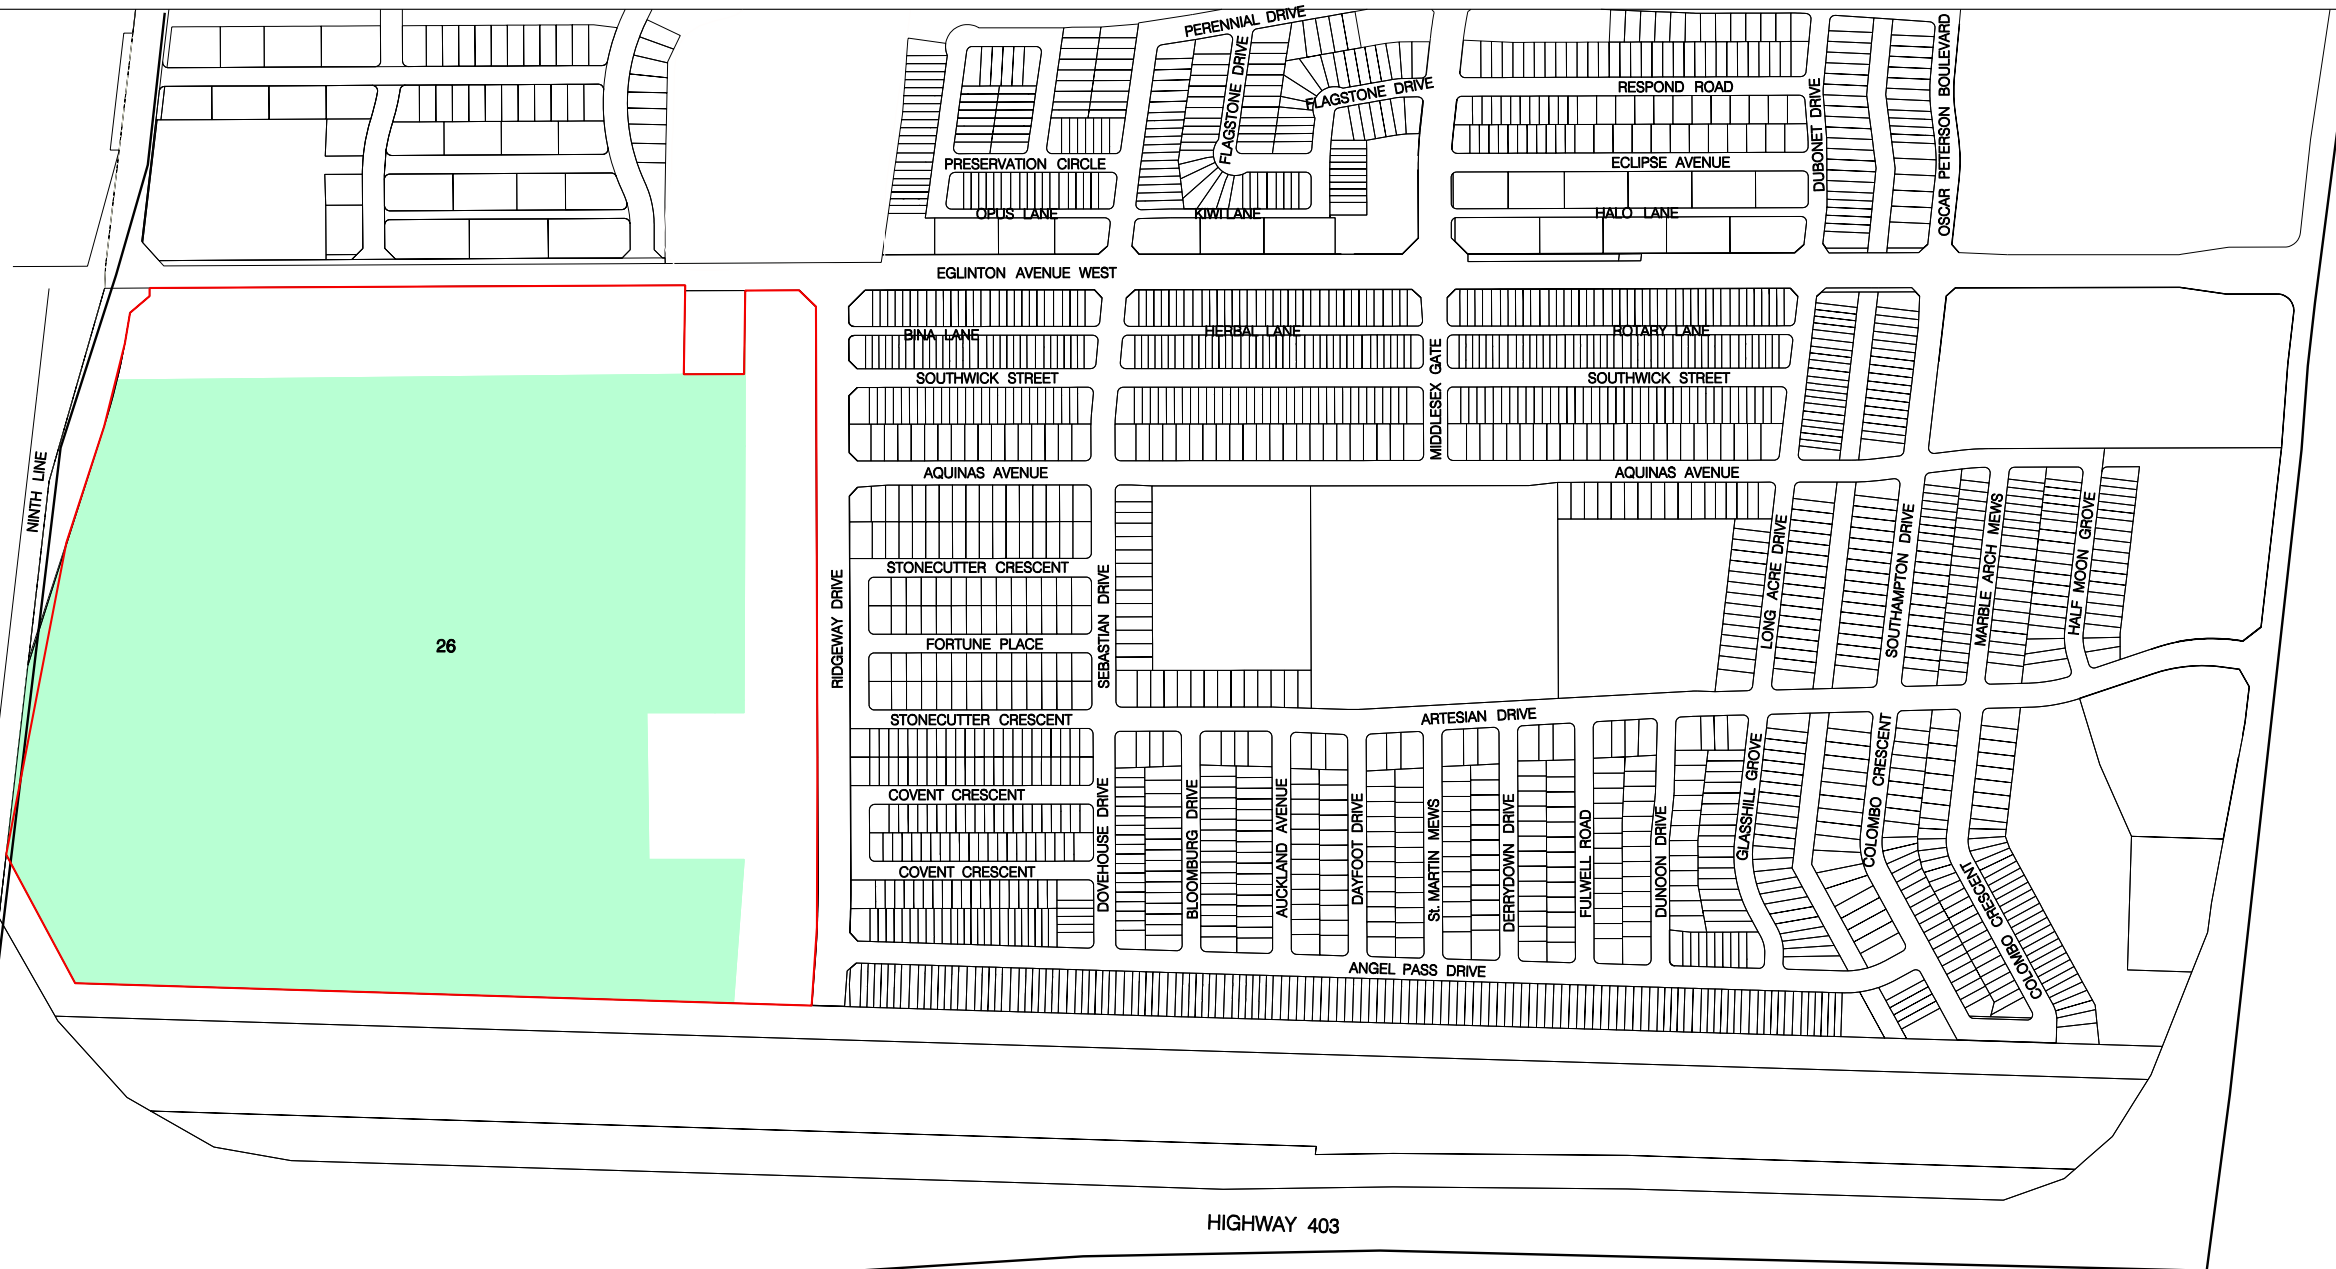 PERENNIAL DRIVE
FLAGSTONE DRIVE
FLAGSTONE DRIVE
RESPOND ROAD
DUBONET DRIVE
OSCAR PETERSON BOULEVARD
PRESERVATION CIRCLE
ECLIPSE AVENUE
OPUS LANE
KIWI LANE
HALO LANE
EGLINTON AVENUE WEST
BINA LANE
HERBAL LANE
ROTARY LANE
MIDDLESEX GATE
SOUTHWICK STREET
SOUTHWICK STREET
AQUINAS AVENUE
AQUINAS AVENUE
NINTH LINE
STONECUTTER CRESCENT
RIDGEWAY DRIVE
SEBASTIAN DRIVE
LONG ACRE DRIVE
SOUTHAMPTON DRIVE
MARBLE ARCH MEWS
HALF MOON GROVE
26
FORTUNE PLACE
STONECUTTER CRESCENT
ARTESIAN DRIVE
COVENT CRESCENT
DOVEHOUSE DRIVE
BLOOMBURG DRIVE
AUCKLAND AVENUE
DAYFOOT DRIVE
St. MARTIN MEWS
DERRYDOWN DRIVE
FULWELL ROAD
DUNOON DRIVE
GLASSHILL GROVE
COLOMBO CRESCENT
COLOMBO CRESCENT
COVENT CRESCENT
ANGEL PASS DRIVE
HIGHWAY 403